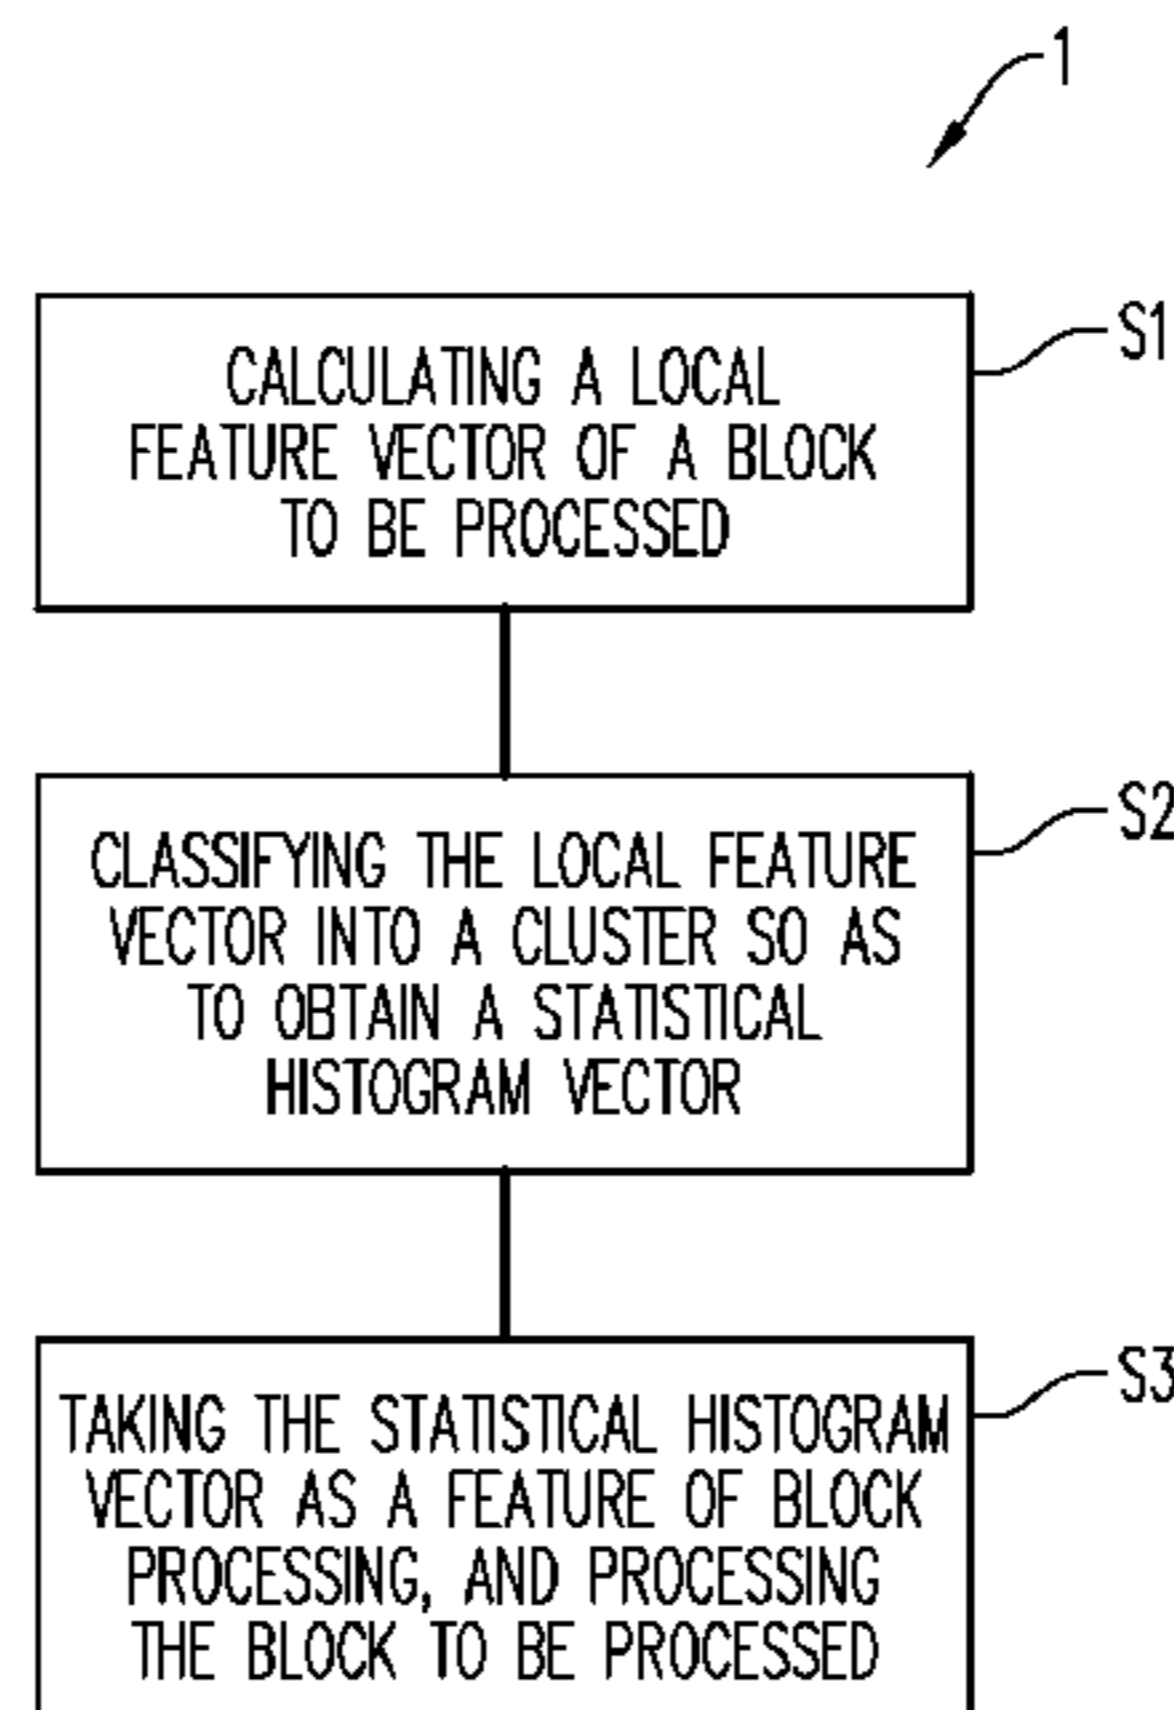 1
S1
CALCULATING A LOCAL
FEATURE VECTOR OF A BLOCK
TO BE PROCESSED
S2
CLASSIFYING THE LOCAL FEATURE
VECTOR INTO A CLUSTER SO AS
TO OBTAIN A STATISTICAL
HISTOGRAM VECTOR
S3
TAKING THE STATISTICAL HISTOGRAM
VECTOR AS A FEATURE OF BLOCK
PROCESSING, AND PROCESSING
THE BLOCK TO BE PROCESSED